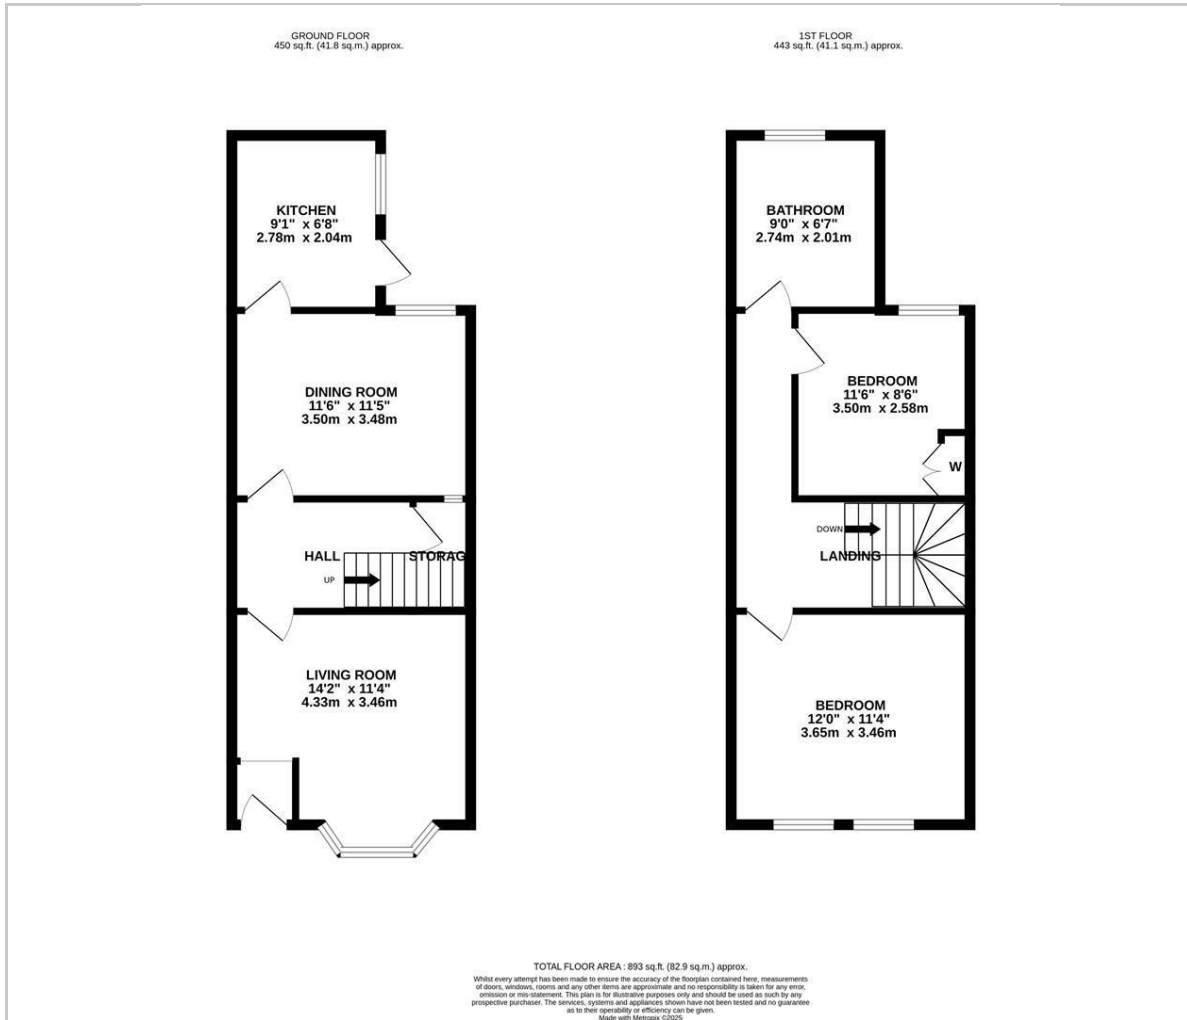 GROUND FLOOR
450 sq.ft. (41.8 sq.m.) approx.
KITCHEN
9'1" x 6'8"
2.78m x 2.04m
DINING ROOM
11'6" x 11'5"
3.50m x 3.48m
HALL
STORAG
UP
LIVING ROOM
14'2" x 11'4"
4.33m x 3.46m
1ST FLOOR
443 sq.ft. (41.1 sq.m.) approx.
BATHROOM
9'0" x 6'7"
2.74m x 2.01m
BEDROOM
11'6" x 8'6"
3.50m x 2.58m
W
DOWN
LANDING
BEDROOM
12'0" x 11'4"
3.65m x 3.46m
TOTAL FLOOR AREA : 893 sq.ft. (82.9 sq.m.) approx.
Whilst every attempt has been made to ensure the accuracy of the floorplan contained here, measurements
of doors, windows, rooms and any other items are approximate and no responsibility is taken for any error,
omission or mis-statement. This plan is for illustrative purposes only and should be used as such by any
prospective purchaser. The services, systems and appliances shown have not been tested and no guarantee
as to their operability or efficiency can be given.
Made with Metropix ©2025